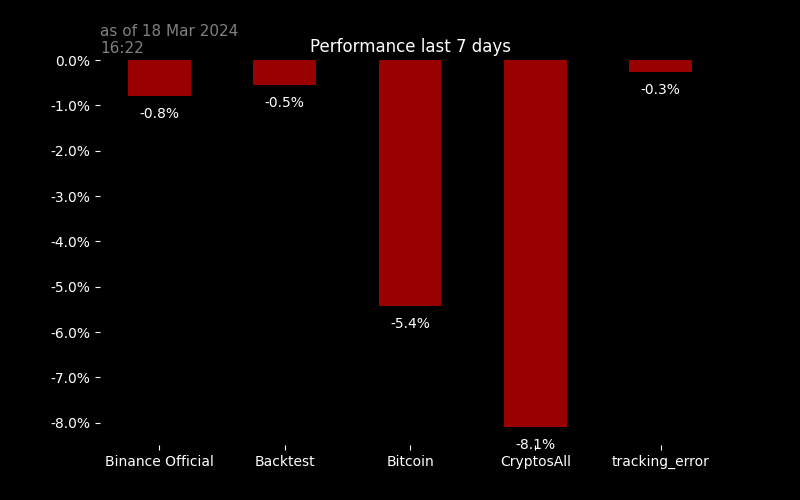 as of 18 Mar 2024
16:22
Performance last 7 days
0.0%
-1.0%
-2.0%
-3.0%
-4.0%
-5.0%
-6.0%
-7.0%
-8.0%
-0.8%
-0.5%
-5.4%
-8.1%
-0.3%
Binance Official
Backtest
Bitcoin
CryptosAll
tracking_error